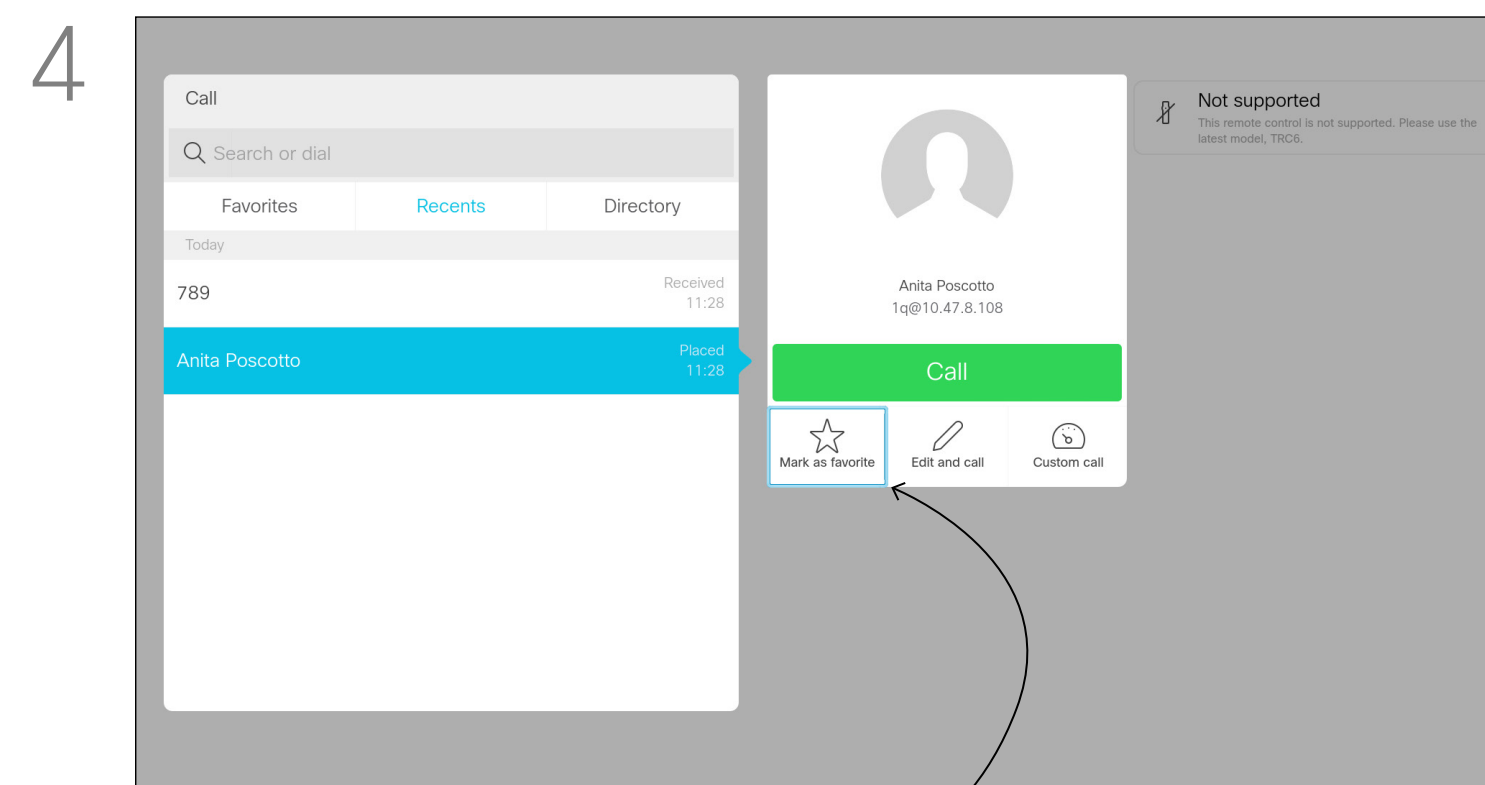 4
Call
Search or dial
Favorites Recents Directory
Today
789
Received
11:28
Anita Poscotto
Placed
11:28
Anita Poscotto
1q@10.47.8.108
Call
Mark as favorite Edit and call Custom call
Not supported
This remote control is not supported. Please use the
latest model, TRC6.